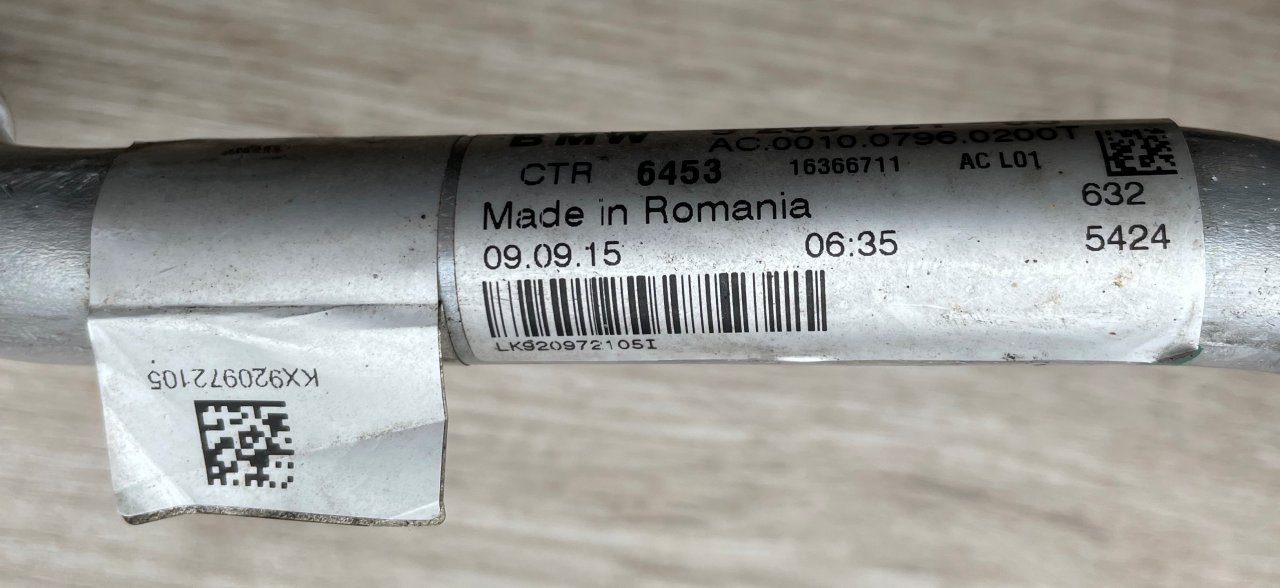 BMW
AC.0010.0796.0200T
CTR 6453 16366711 AC L01
632
Made in Romania
09.09.15 06:35 5424
LK920972105I
KX920972105